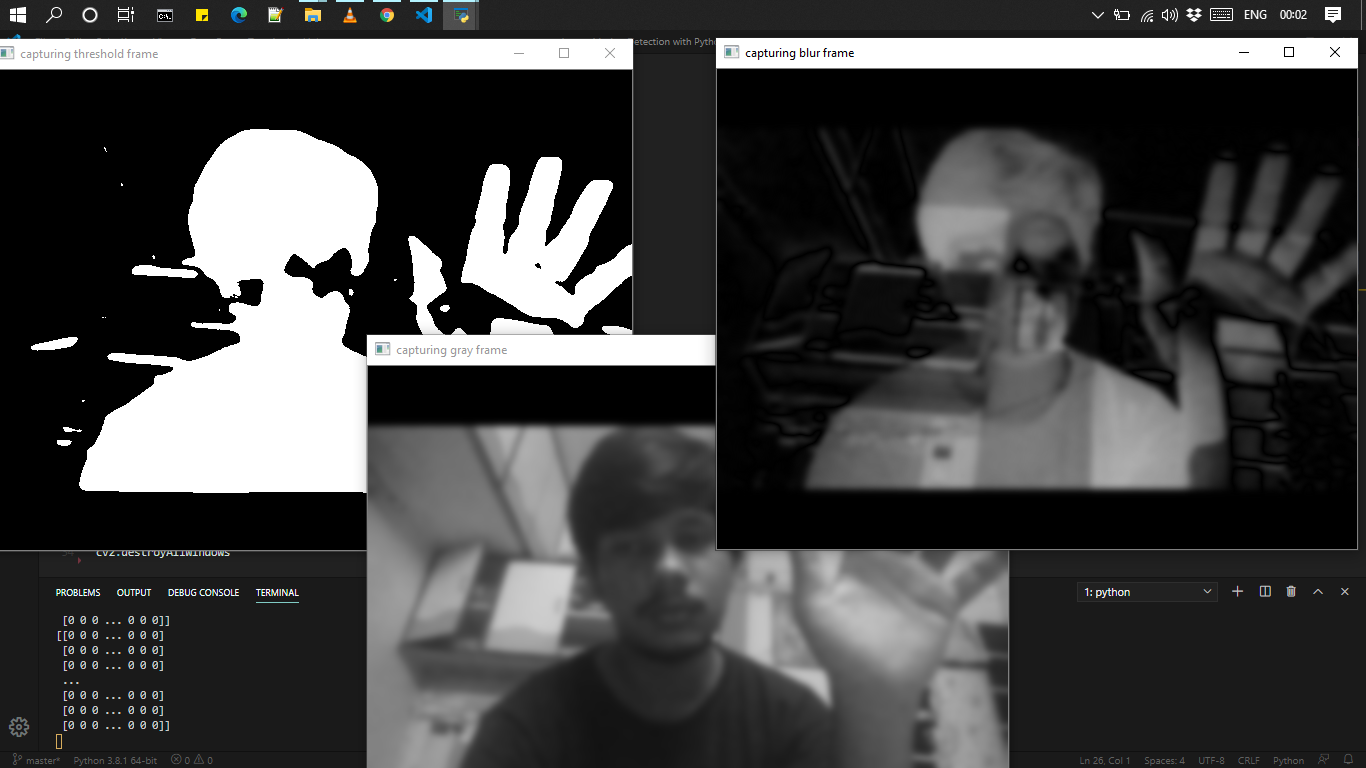 ENG 00:02
Detection with Pytho
capturing threshold frame
capturing blur frame
capturing gray frame
cv2.destroyAllWindows
PROBLEMS OUTPUT DEBUG CONSOLE TERMINAL
1: python
[0 0 0 ... 0 0 0]]
[[0 0 0 ... 0 0 0]
[0 0 0 ... 0 0 0]
[0 0 0 ... 0 0 0]
...
[0 0 0 ... 0 0 0]
[0 0 0 ... 0 0 0]
[0 0 0 ... 0 0 0]]
master* Python 3.8.1 64-bit 0 0 Ln 26, Col 1 Spaces: 4 UTF-8 CRLF Python